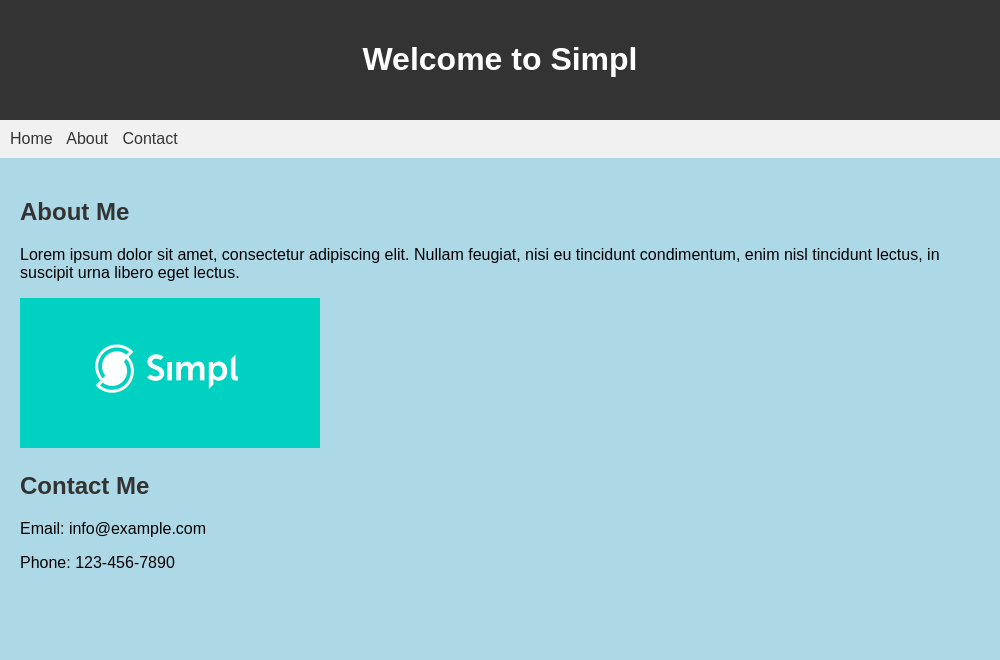 Welcome to Simpl
Home About Contact
About Me
Lorem ipsum dolor sit amet, consectetur adipiscing elit. Nullam feugiat, nisi eu tincidunt condimentum, enim nisl tincidunt lectus, in
suscipit urna libero eget lectus.
Simpl
Contact Me
Email: info@example.com
Phone: 123-456-7890